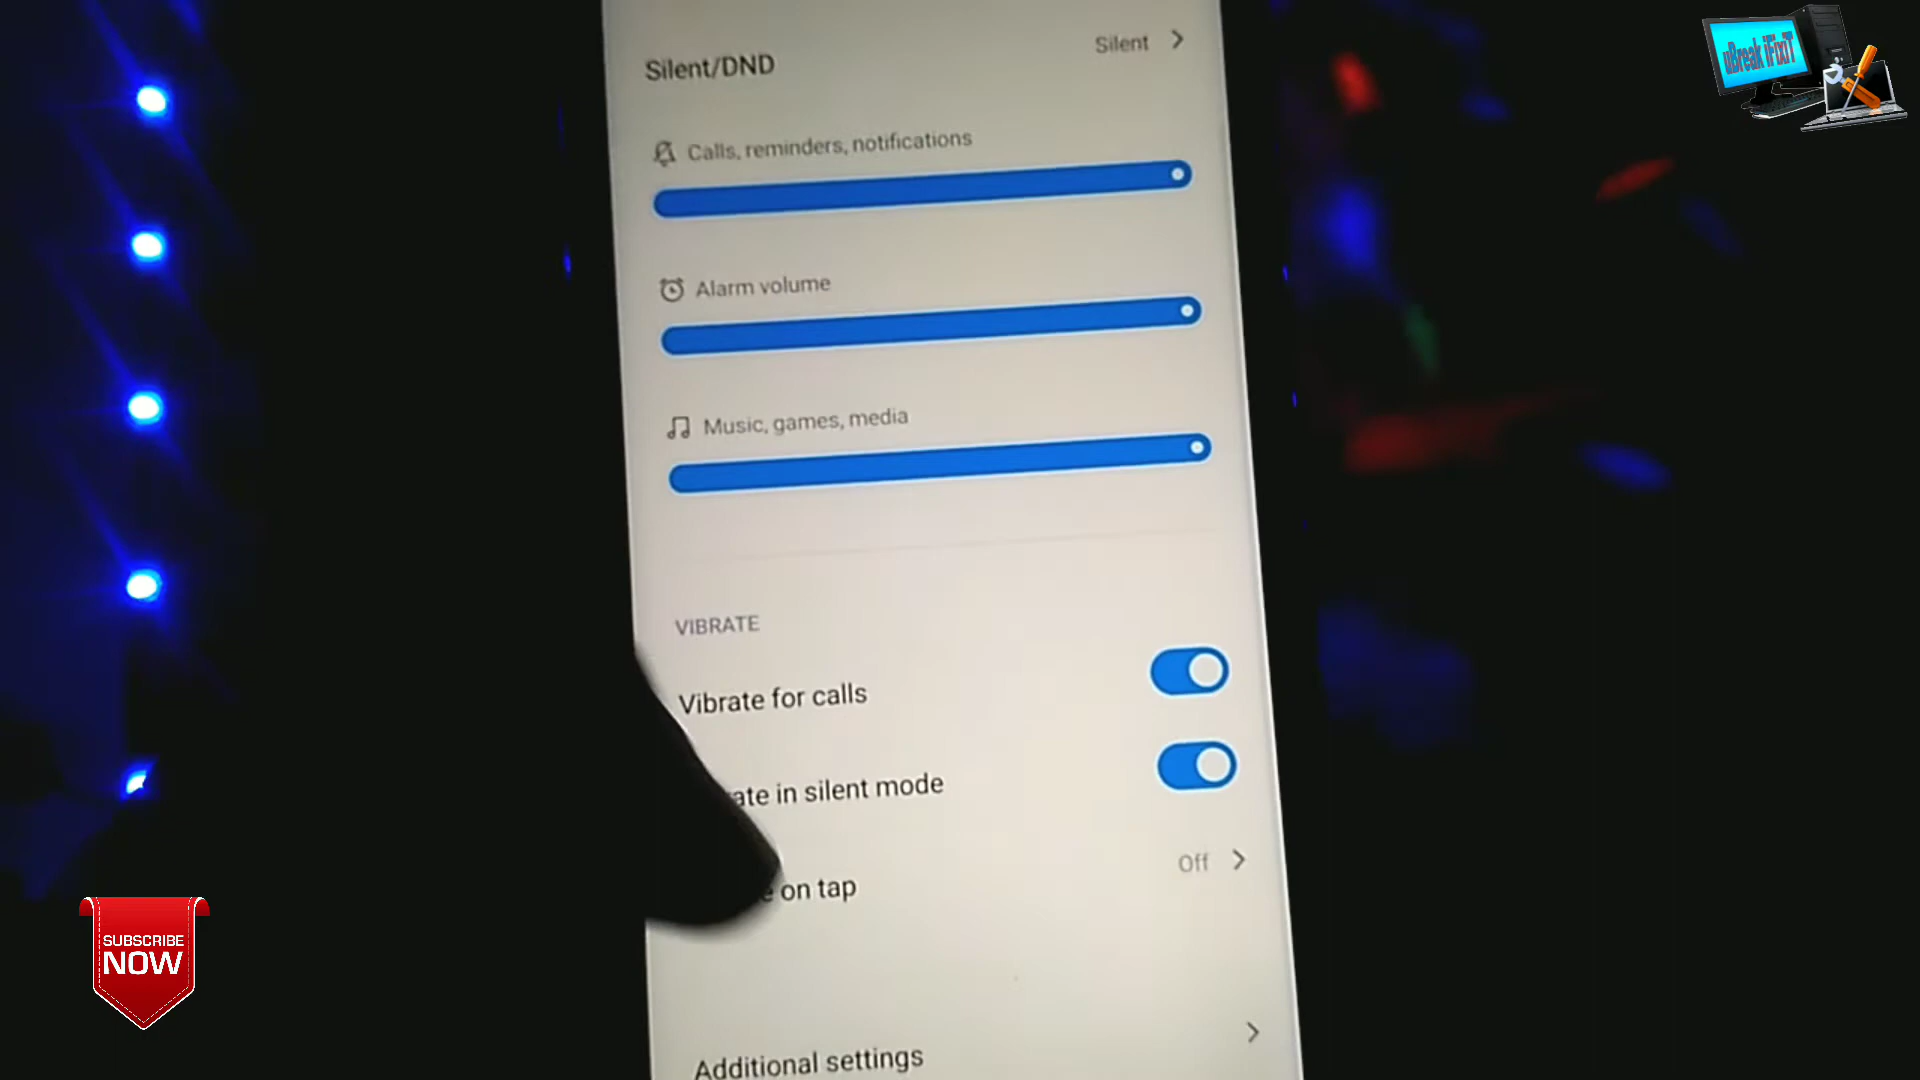 Silent/DND
Silent
Calls, reminders, notifications
Alarm volume
Music, games, media
VIBRATE
Vibrate for calls
ate in silent mode
Off
e on tap
Additional settings
uBreak iFixiT
SUBSCRIBE
NOW